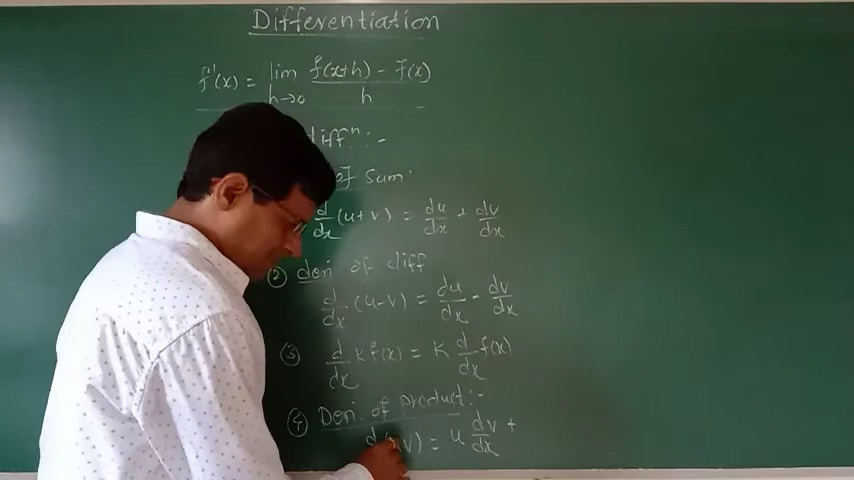 Differentiation
f'(x) = lim h→0 f(x+h) - f(x) / h
diffⁿ :-
of sum.
d/dx (u+v) = du/dx + dv/dx
② deri of diff
d/dx (u-v) = du/dx - dv/dx
③ d/dx K f(x) = K d/dx f(x)
④ Deri. of product :-
v) = u dv/dx +